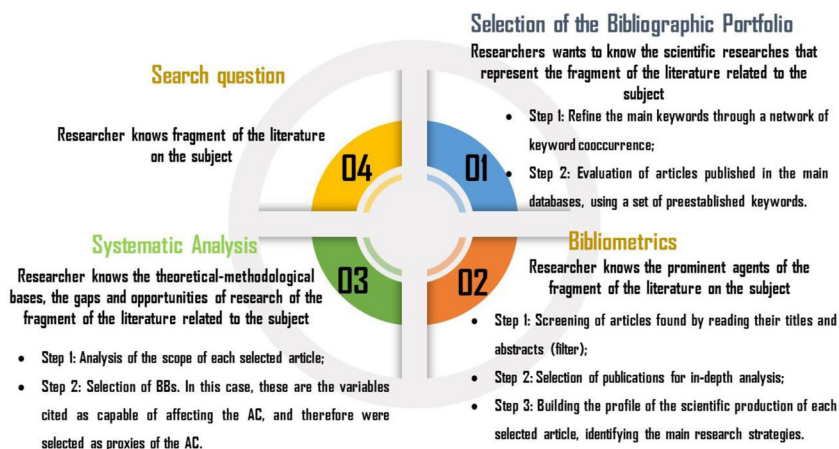 Selection of the Bibliographic Portfolio
Researchers wants to know the scientific researches that
represent the fragment of the literature related to the
subject
• Step 1: Refine the main keywords through a network of
keyword cooccurrence;
• Step 2: Evaluation of articles published in the main
databases, using a set of preestablished keywords.
01
Bibliometrics
Researcher knows the prominent agents of the
fragment of the literature on the subject
• Step 1: Screening of articles found by reading their titles and
abstracts (filter);
• Step 2: Selection of publications for in-depth analysis;
• Step 3: Building the profile of the scientific production of each
selected article, identifying the main research strategies.
02
Systematic Analysis
Researcher knows the theoretical-methodological
bases, the gaps and opportunities of research of the
fragment of the literature related to the subject
• Step 1: Analysis of the scope of each selected article;
• Step 2: Selection of BBs. In this case, these are the variables
cited as capable of affecting the AC, and therefore were
selected as proxies of the AC.
03
Search question
Researcher knows fragment of the literature
on the subject
04